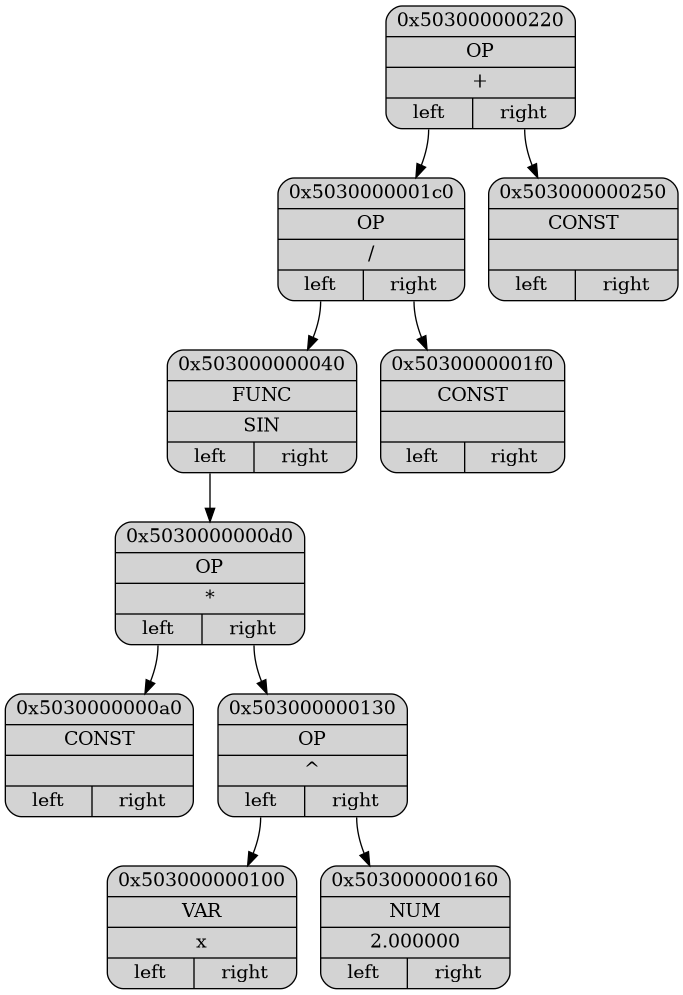 0x503000000220
OP
+
left right
0x5030000001c0
OP
/
left right
0x503000000250
CONST
left right
0x503000000040
FUNC
SIN
left right
0x5030000001f0
CONST
left right
0x5030000000d0
OP
*
left right
0x5030000000a0
CONST
left right
0x503000000130
OP
^
left right
0x503000000100
VAR
x
left right
0x503000000160
NUM
2.000000
left right